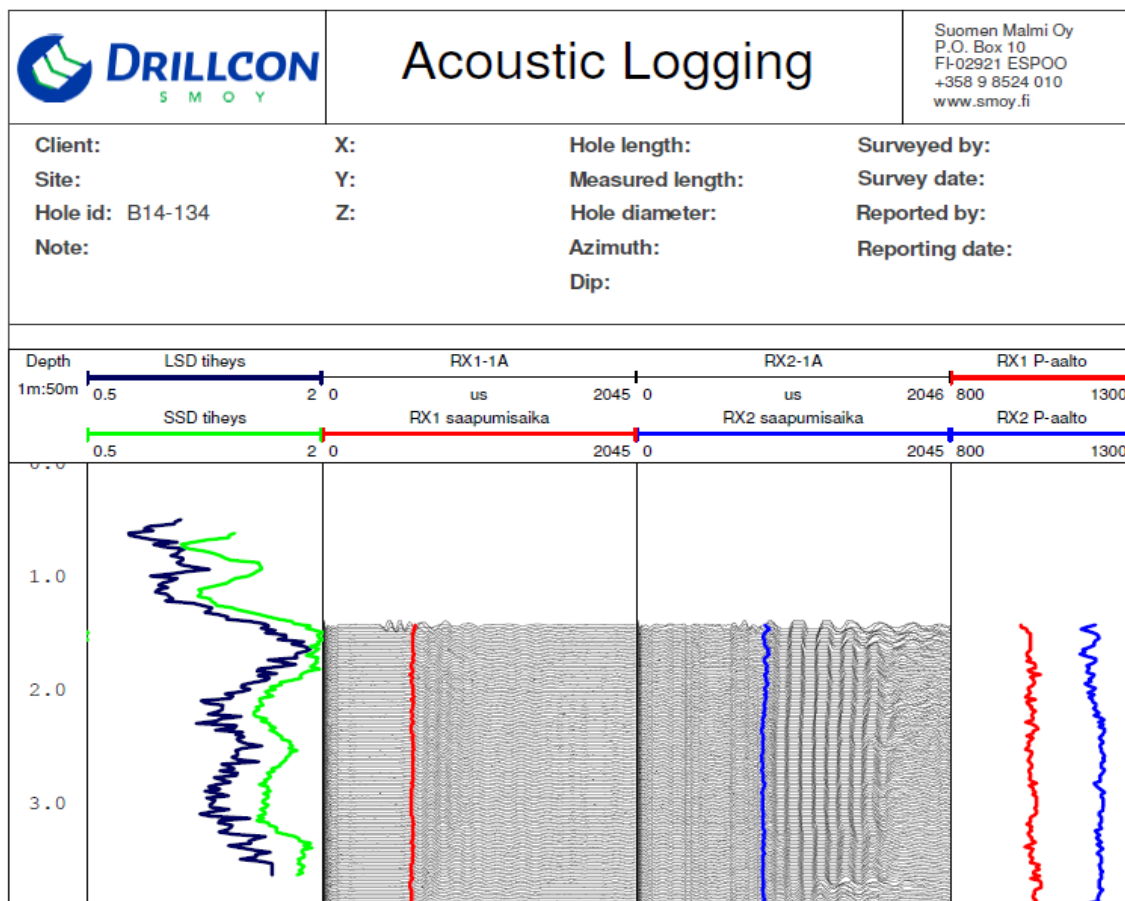 DRILLCON
SMOY
Acoustic Logging
Suomen Malmi Oy
P.O. Box 10
FI-02921 ESPOO
+358 9 8524 010
www.smoy.fi
Client: X: Hole length: Surveyed by:
Site: Y: Measured length: Survey date:
Hole id: B14-134 Z: Hole diameter: Reported by:
Note: Azimuth: Reporting date:
Dip:
Depth LSD tiheys RX1-1A RX2-1A RX1 P-aalto
1m:50m 0.5 2 0 us 2045 0 us 2046 800 1300
SSD tiheys RX1 saapumisaika RX2 saapumisaika RX2 P-aalto
0.5 2 0 2045 0 2045 800 1300
0.0
1.0
2.0
3.0